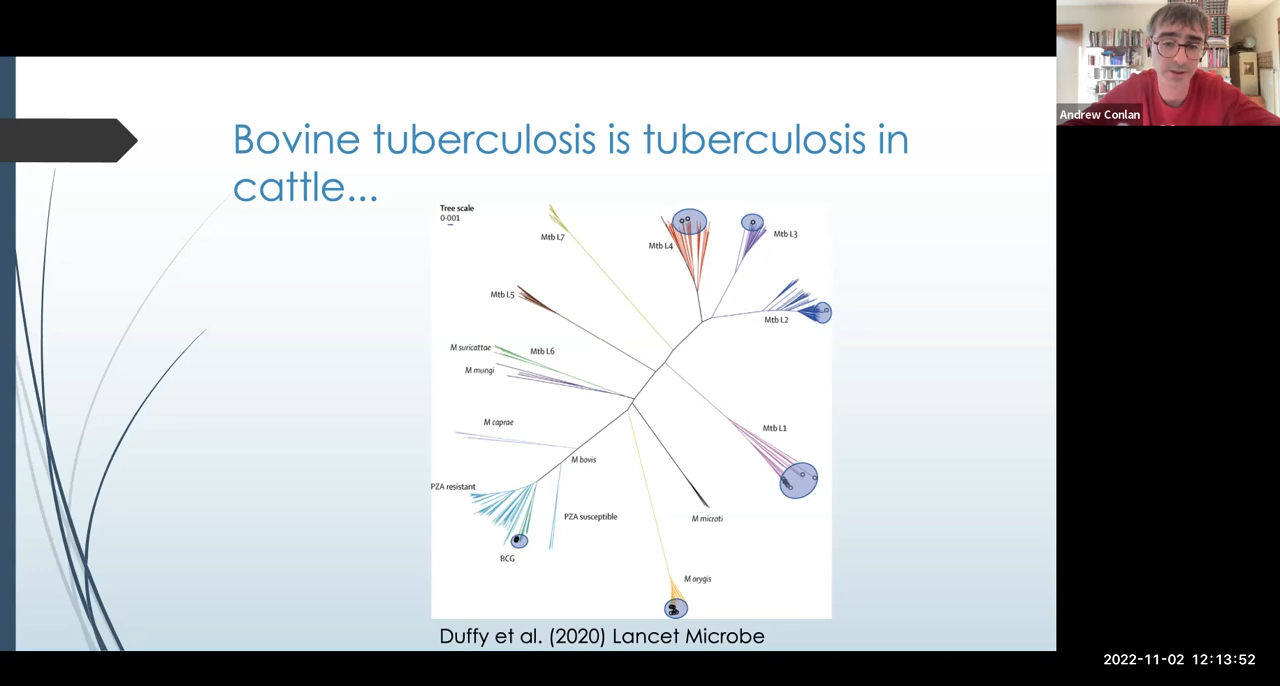 Andrew Conlan
Bovine tuberculosis is tuberculosis in
cattle...
Tree scale
0·001
Mtb L7
Mtb L4
Mtb L3
Mtb L5
Mtb L2
M suricattae
Mtb L6
M mungi
M caprae
Mtb L1
M bovis
PZA resistant
PZA susceptible
M microti
BCG
M orygis
Duffy et al. (2020) Lancet Microbe
2022-11-02 12:13:52